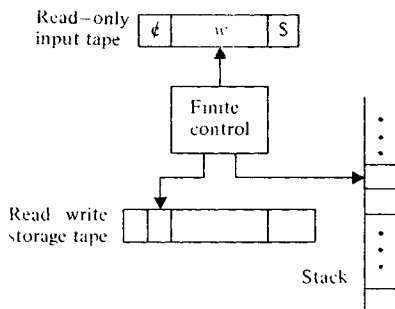 Read-only
input tape
¢ w $
Finite
control
Read write
storage tape
Stack